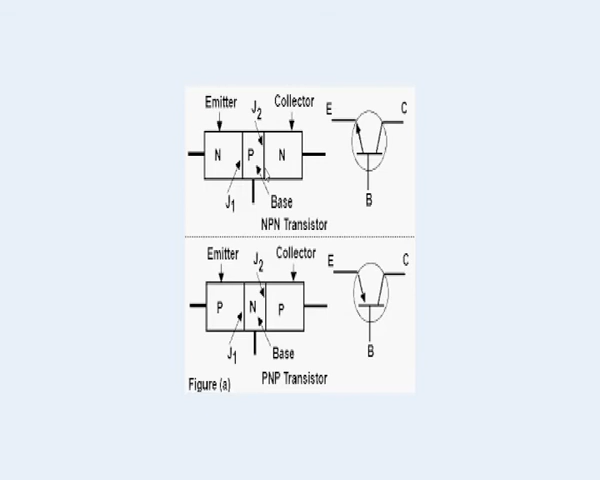 Emitter J2 Collector E C
N P N
J1 Base B
NPN Transistor
Emitter J2 Collector E C
P N P
J1 Base B
Figure (a) PNP Transistor